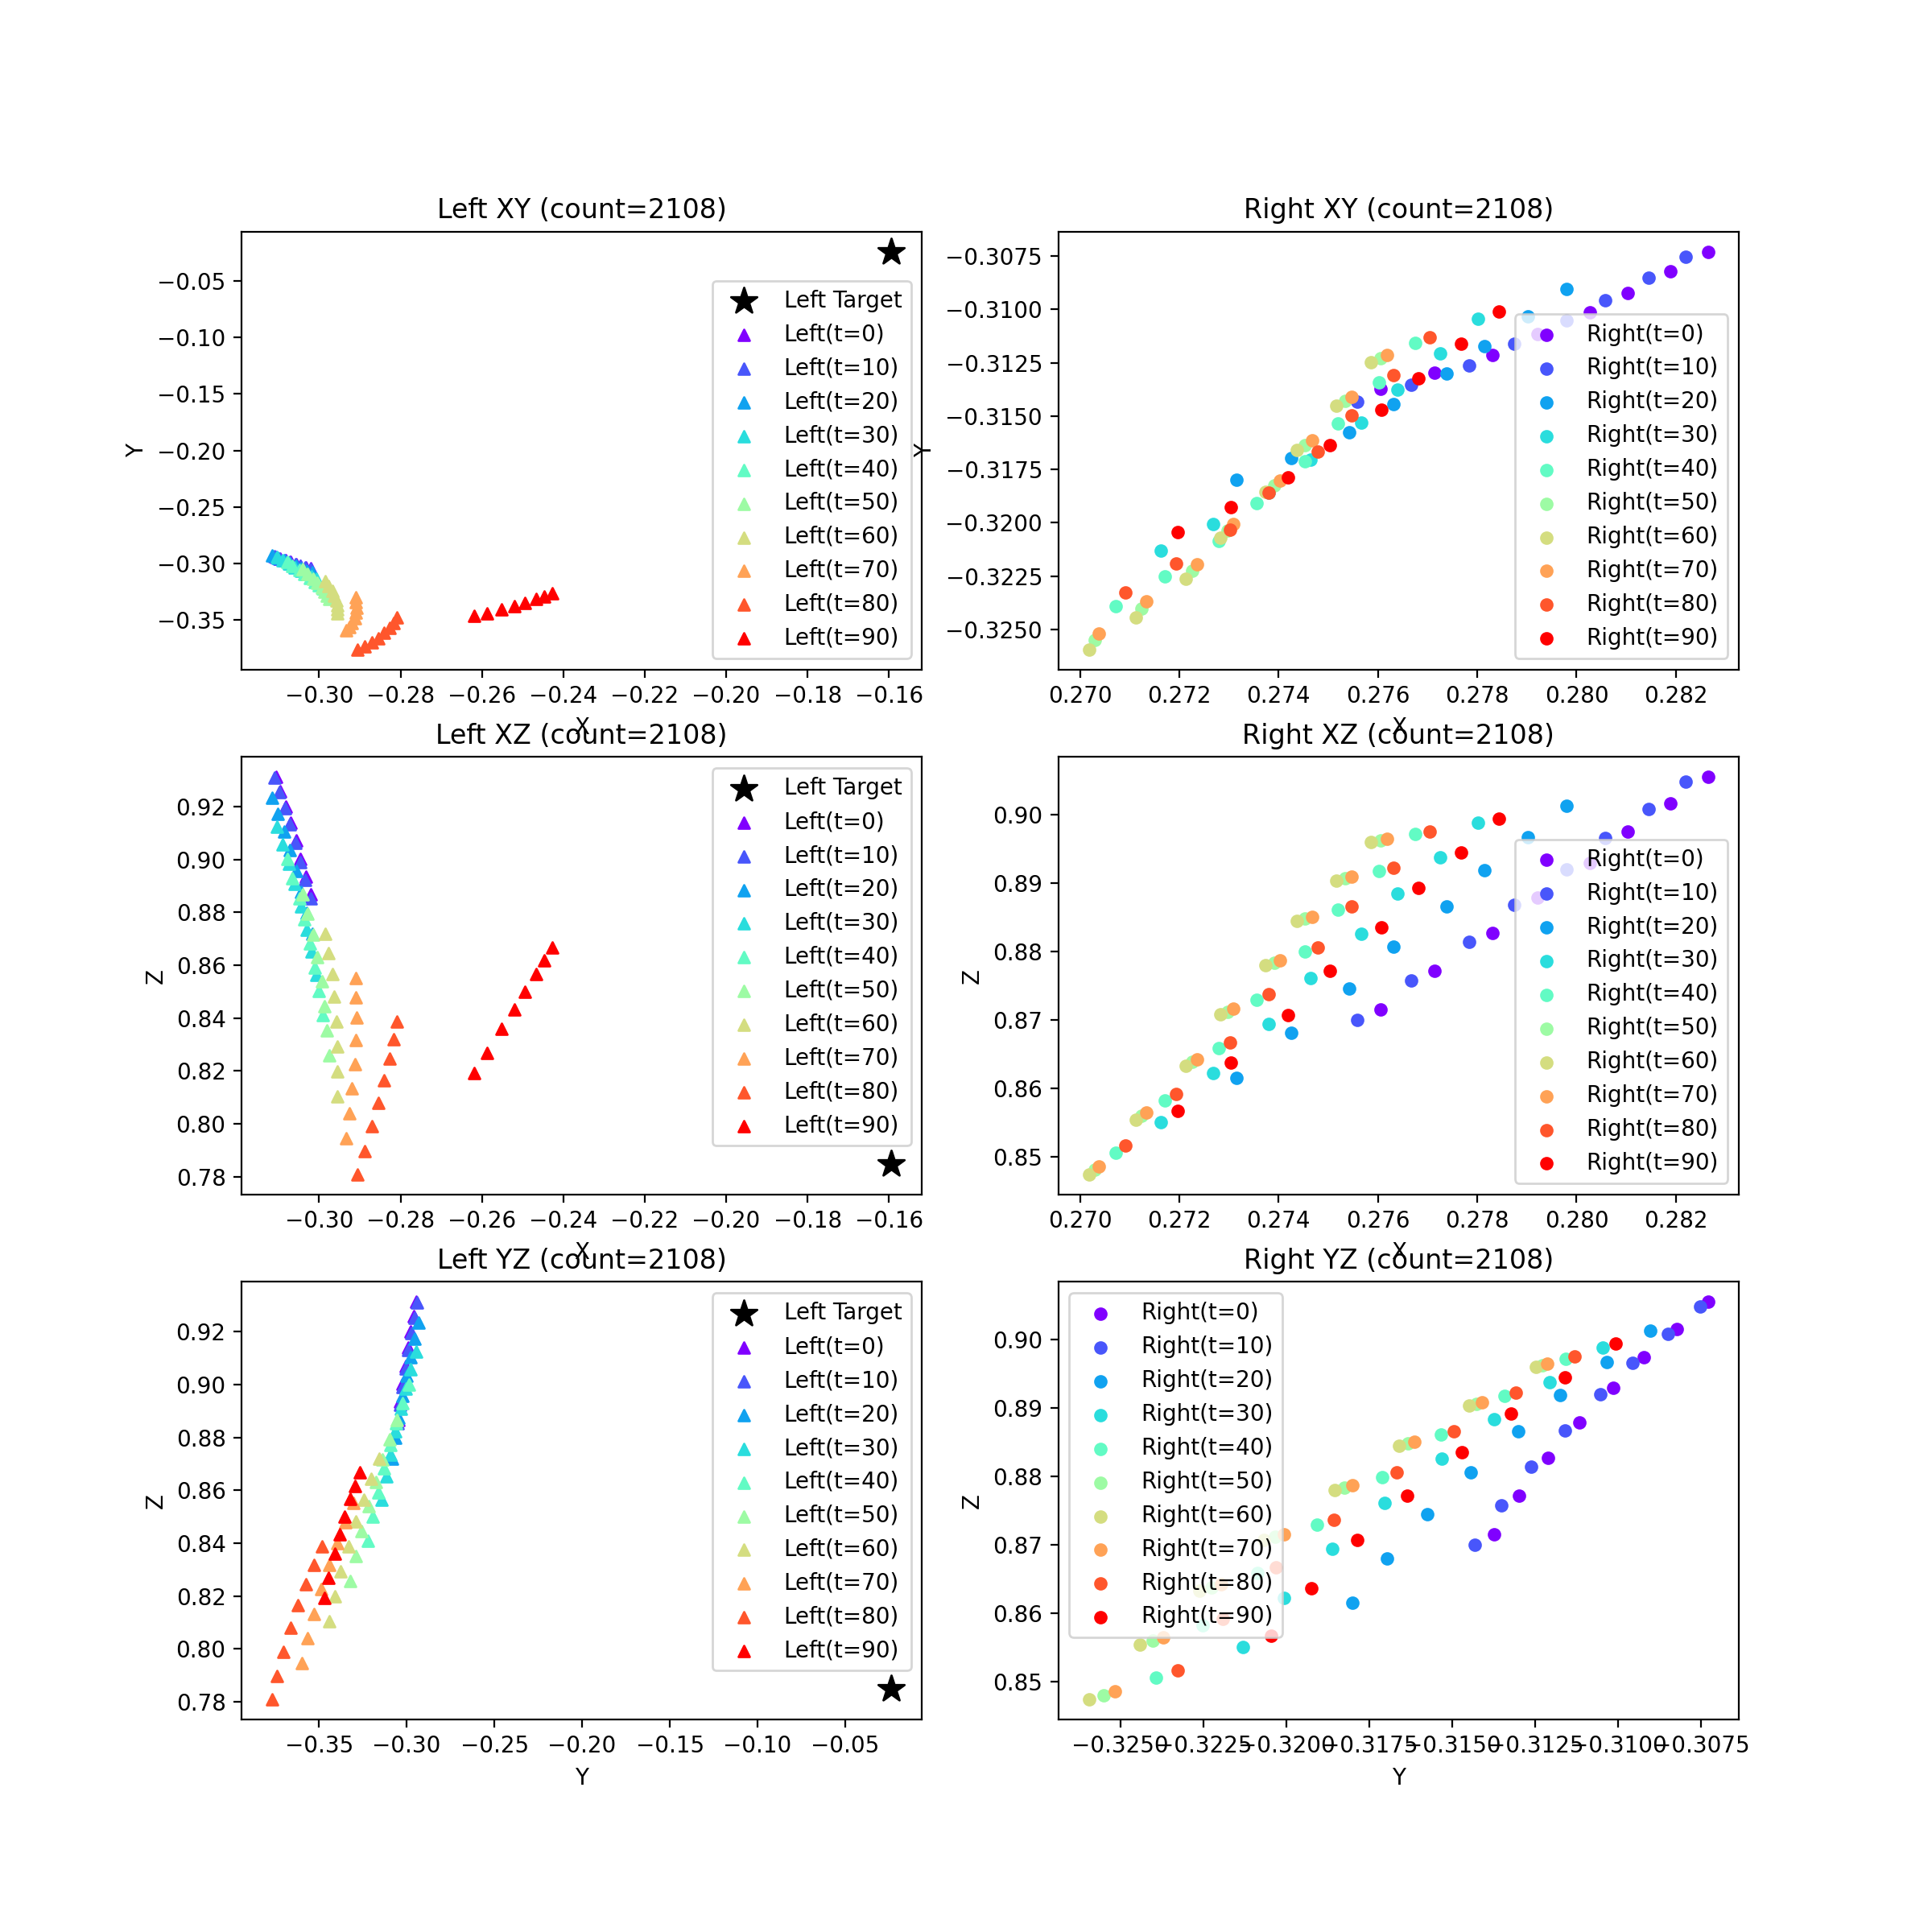 Left XY (count=2108)
Y
−0.05
−0.10
−0.15
−0.20
−0.25
−0.30
−0.35
−0.30 −0.28 −0.26 −0.24 −0.22 −0.20 −0.18 −0.16
X
Left Target
Left(t=0)
Left(t=10)
Left(t=20)
Left(t=30)
Left(t=40)
Left(t=50)
Left(t=60)
Left(t=70)
Left(t=80)
Left(t=90)
Right XY (count=2108)
Y
−0.3075
−0.3100
−0.3125
−0.3150
−0.3175
−0.3200
−0.3225
−0.3250
0.270 0.272 0.274 0.276 0.278 0.280 0.282
X
Right(t=0)
Right(t=10)
Right(t=20)
Right(t=30)
Right(t=40)
Right(t=50)
Right(t=60)
Right(t=70)
Right(t=80)
Right(t=90)
Left XZ (count=2108)
Z
0.92
0.90
0.88
0.86
0.84
0.82
0.80
0.78
−0.30 −0.28 −0.26 −0.24 −0.22 −0.20 −0.18 −0.16
X
Left Target
Left(t=0)
Left(t=10)
Left(t=20)
Left(t=30)
Left(t=40)
Left(t=50)
Left(t=60)
Left(t=70)
Left(t=80)
Left(t=90)
Right XZ (count=2108)
Z
0.90
0.89
0.88
0.87
0.86
0.85
0.270 0.272 0.274 0.276 0.278 0.280 0.282
X
Right(t=0)
Right(t=10)
Right(t=20)
Right(t=30)
Right(t=40)
Right(t=50)
Right(t=60)
Right(t=70)
Right(t=80)
Right(t=90)
Left YZ (count=2108)
Z
0.92
0.90
0.88
0.86
0.84
0.82
0.80
0.78
−0.35 −0.30 −0.25 −0.20 −0.15 −0.10 −0.05
Y
Left Target
Left(t=0)
Left(t=10)
Left(t=20)
Left(t=30)
Left(t=40)
Left(t=50)
Left(t=60)
Left(t=70)
Left(t=80)
Left(t=90)
Right YZ (count=2108)
Z
0.90
0.89
0.88
0.87
0.86
0.85
−0.3250 −0.3225 −0.3200 −0.3175 −0.3150 −0.3125 −0.3100 −0.3075
Y
Right(t=0)
Right(t=10)
Right(t=20)
Right(t=30)
Right(t=40)
Right(t=50)
Right(t=60)
Right(t=70)
Right(t=80)
Right(t=90)